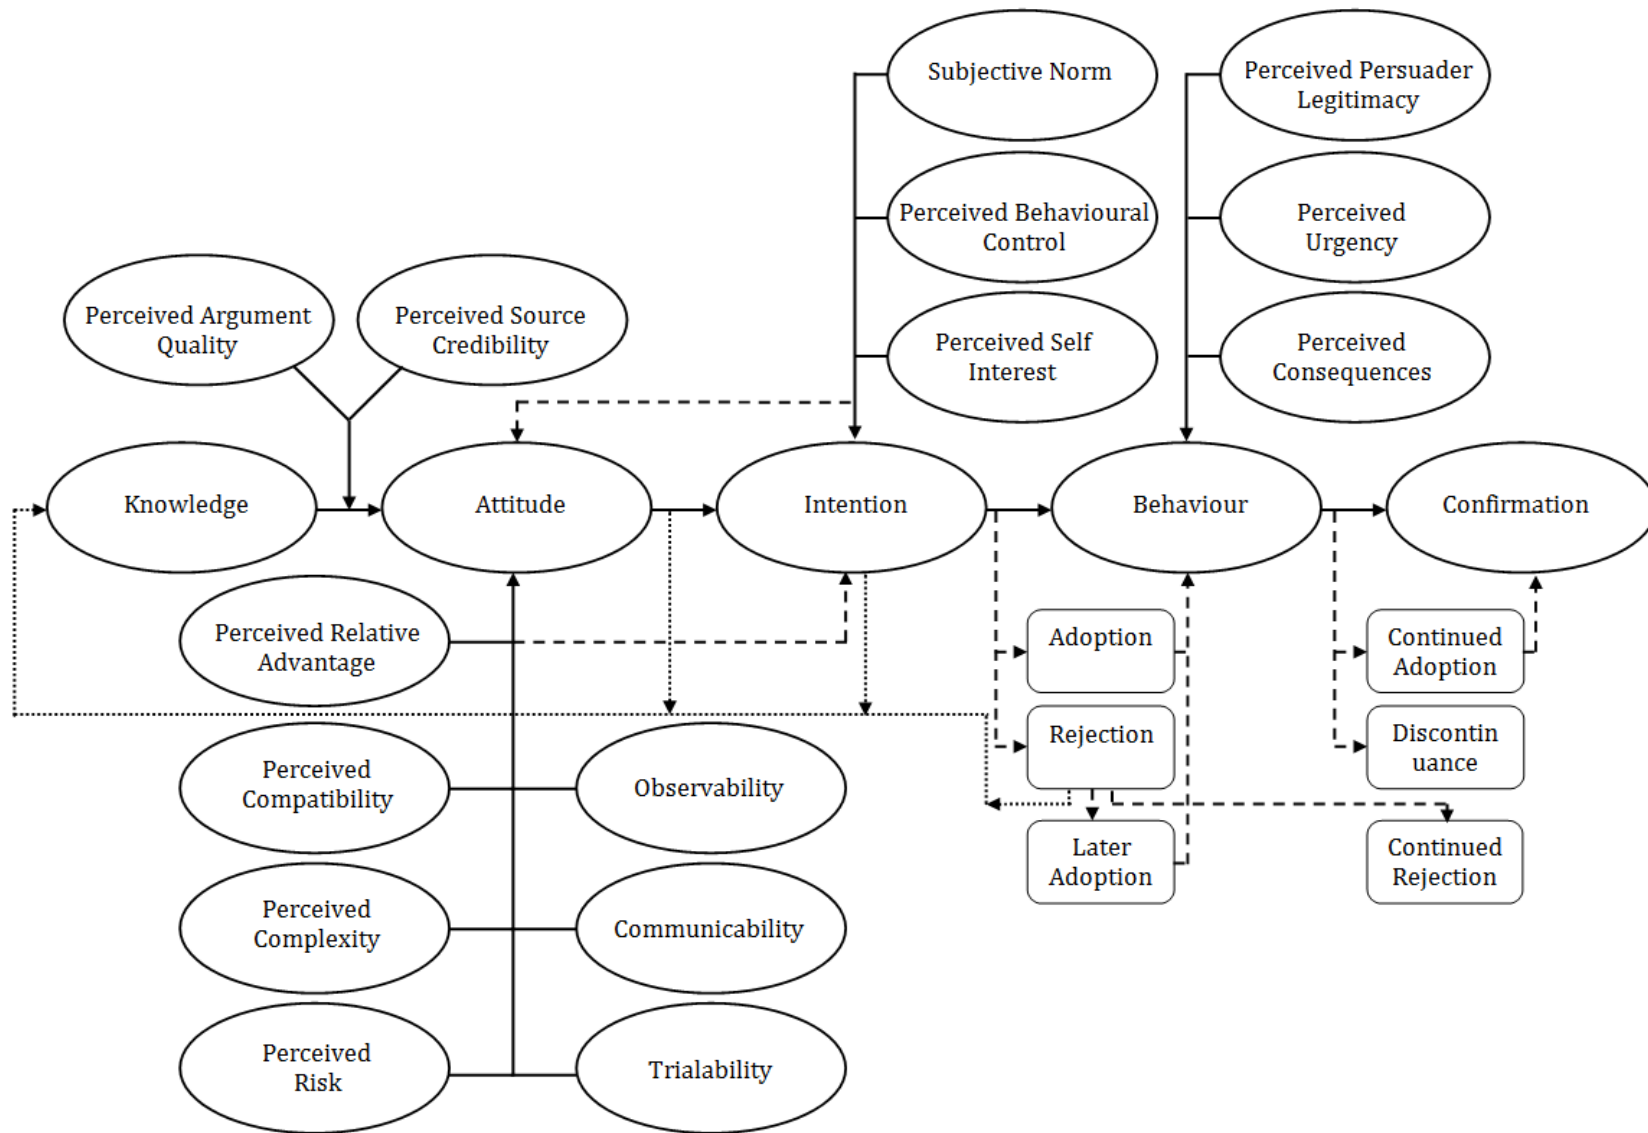 Subjective Norm
Perceived Persuader
Legitimacy
Perceived Behavioural
Control
Perceived
Urgency
Perceived Argument
Quality
Perceived Source
Credibility
Perceived Self
Interest
Perceived
Consequences
Knowledge
Attitude
Intention
Behaviour
Confirmation
Perceived Relative
Advantage
Adoption
Continued
Adoption
Rejection
Discontin
uance
Perceived
Compatibility
Observability
Later
Adoption
Continued
Rejection
Perceived
Complexity
Communicability
Perceived
Risk
Trialability